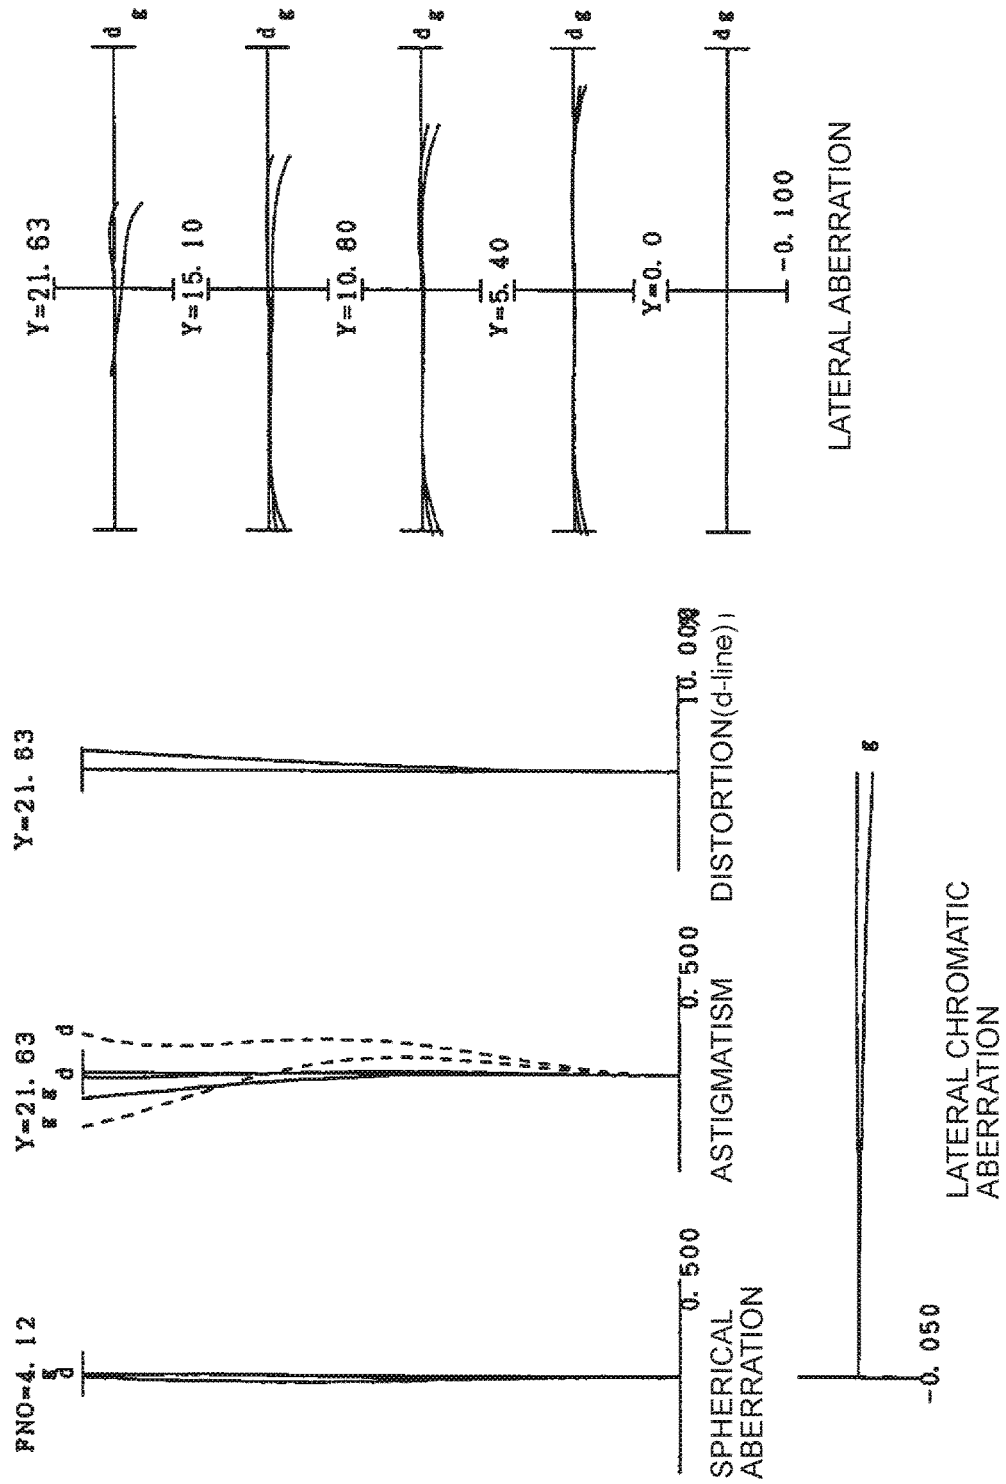 FNO=4.12
g
d
0.500
SPHERICAL
ABERRATION
Y=21.63
g g
d
d
0.500
ASTIGMATISM
Y=21.63
10.00%
DISTORTION(d-line)
-0.050
g
LATERAL CHROMATIC
ABERRATION
Y=21.63
d
g
Y=15.10
d
g
Y=10.80
d g
Y=5.40
d g
Y=0.0
d g
-0.100
LATERAL ABERRATION